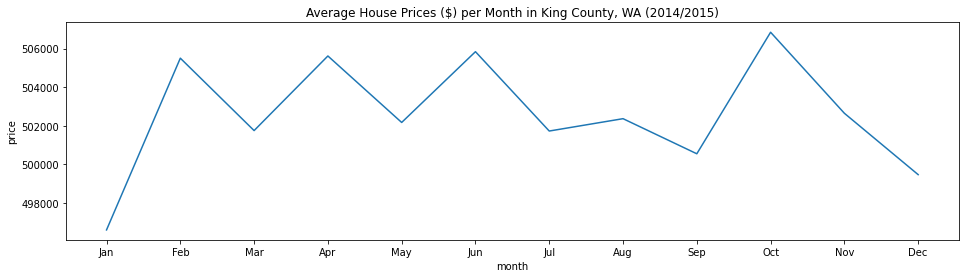 Average House Prices ($) per Month in King County, WA (2014/2015)
506000
504000
502000
500000
498000
price
Jan Feb Mar Apr May Jun Jul Aug Sep Oct Nov Dec
month